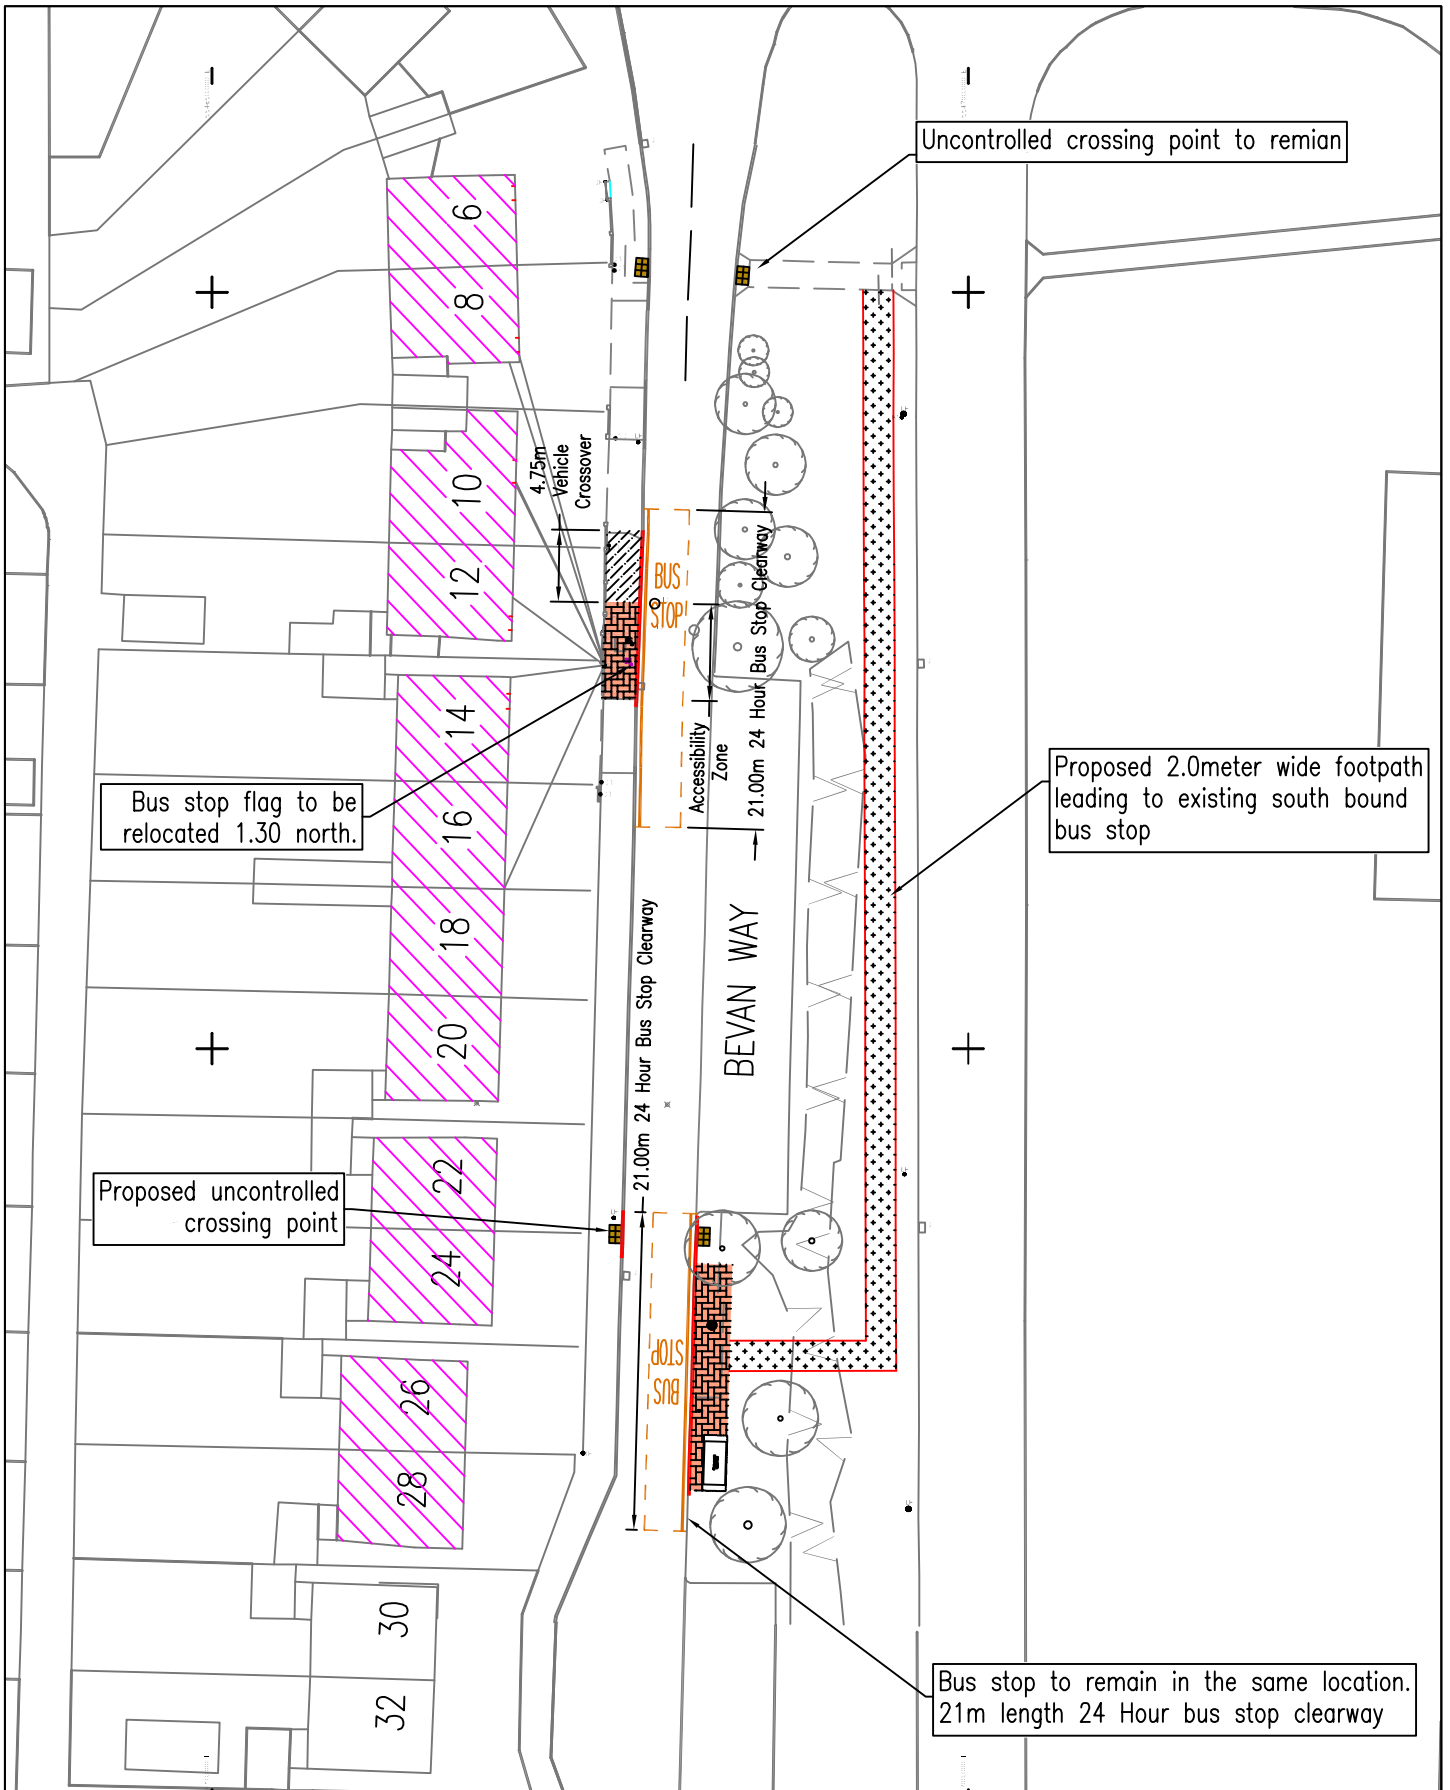 Uncontrolled crossing point to remian
6
8
4.75m
Vehicle
Crossover
10
12
BUS
STOP
21.00m 24 Hour Bus Stop Clearway
Accessibility
Zone
14
Bus stop flag to be
relocated 1.30 north.
16
Proposed 2.0meter wide footpath
leading to existing south bound
bus stop
18
20
21.00m 24 Hour Bus Stop Clearway
BEVAN WAY
22
Proposed uncontrolled
crossing point
24
BUS
STOP
26
28
30
32
Bus stop to remain in the same location.
21m length 24 Hour bus stop clearway